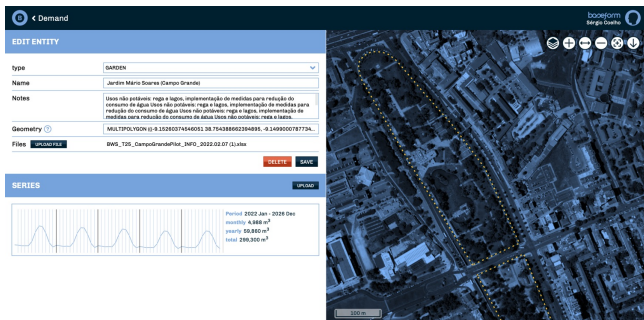 B < Demand
baseform
Sérgio Coelho
EDIT ENTITY
type GARDEN
Name Jardim Mário Soares (Campo Grande)
Notes Usos não potáveis: rega e lagos, implementação de medidas para redução do
consumo de água Usos não potáveis: rega e lagos, implementação de medidas para
redução do consumo de água Usos não potáveis: rega e lagos, implementação de
medidas para redução do consumo de água Usos não potáveis: rega e lagos,
Geometry ? MULTIPOLYGON (((-9.15260374546051 38.754388662394895, -9.1499000787734...
Files UPLOAD FILE BWS_T25_CampoGrandePilot_INFO_2022.02.07 (1).xlsx
DELETE SAVE
SERIES UPLOAD
Period 2022 Jan - 2026 Dec
monthly 4,988 m³
yearly 59,860 m³
total 299,300 m³
100 m